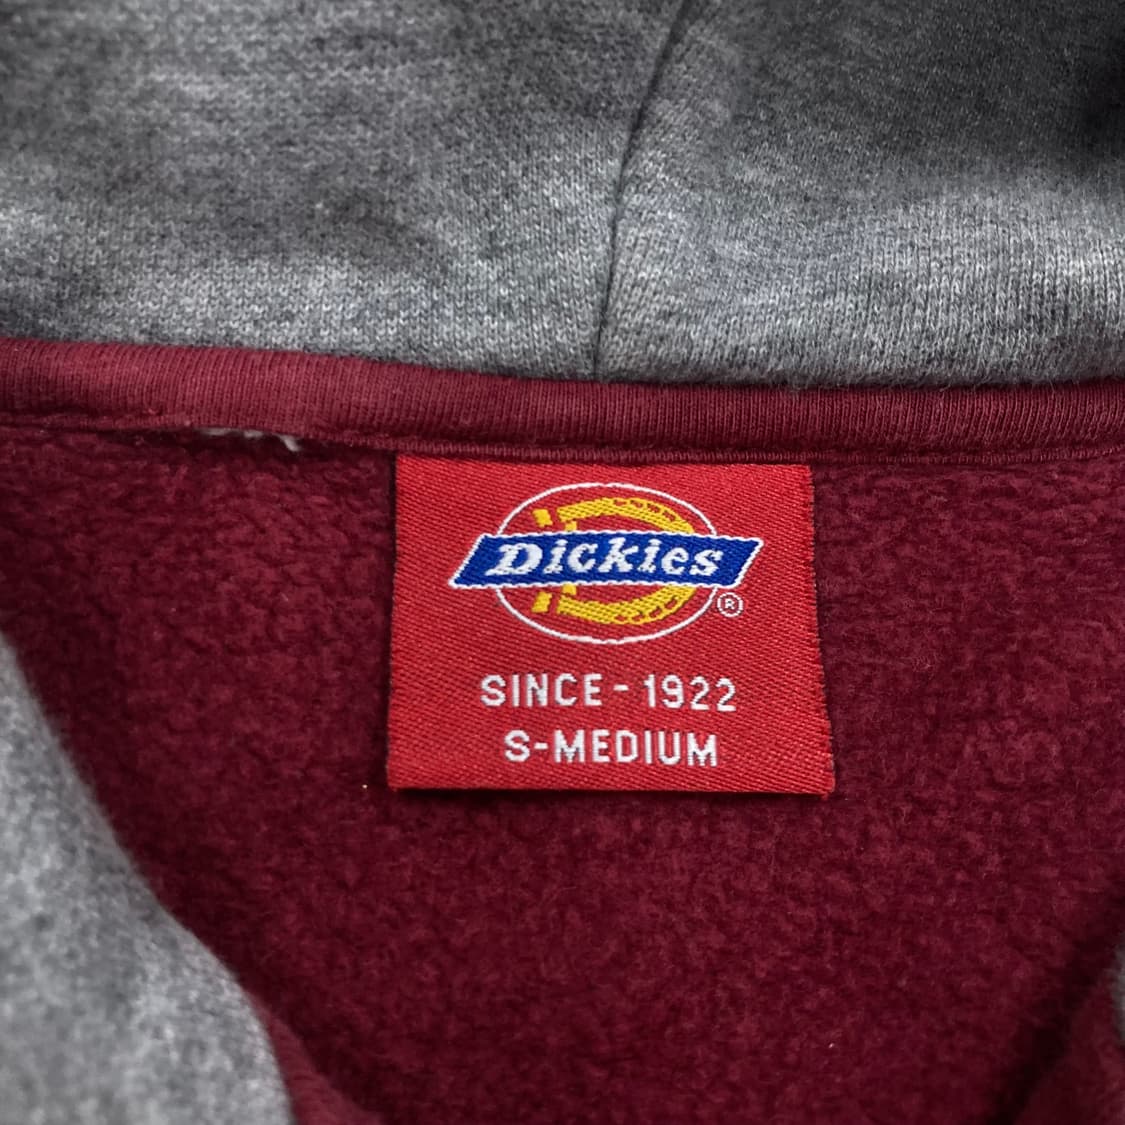 Dickies
®
SINCE - 1922
S-MEDIUM